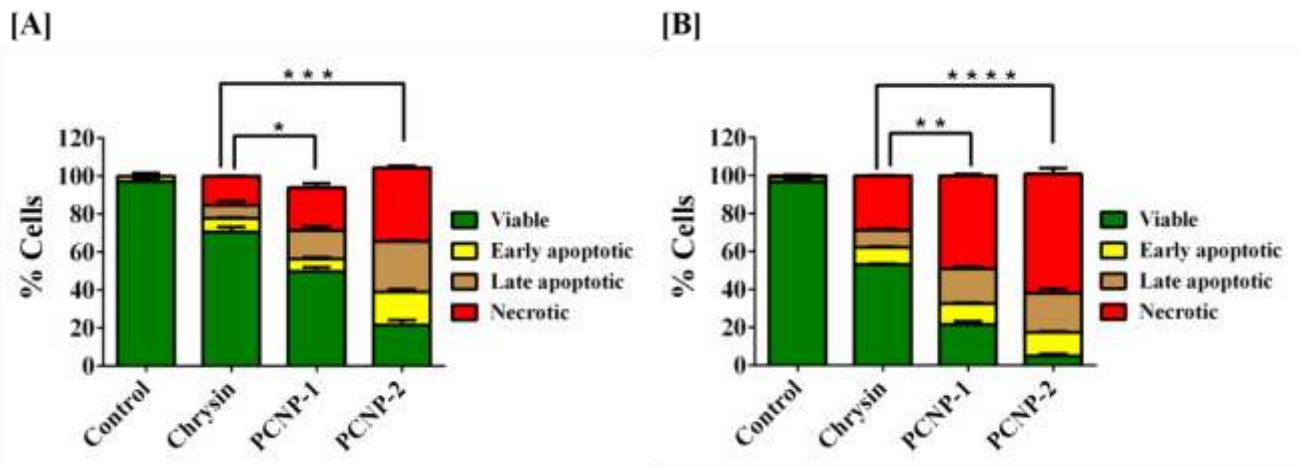 [A]
[B]
* * *
*
% Cells
120
100
80
60
40
20
0
Control
Chrysin
PCNP-1
PCNP-2
Viable
Early apoptotic
Late apoptotic
Necrotic
* * * *
* *
% Cells
120
100
80
60
40
20
0
Control
Chrysin
PCNP-1
PCNP-2
Viable
Early apoptotic
Late apoptotic
Necrotic